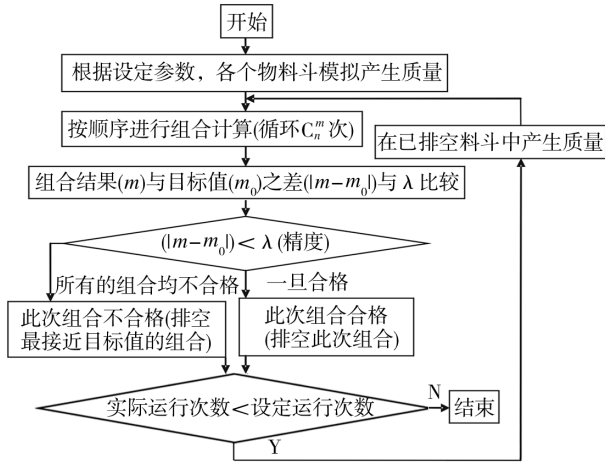 开始
根据设定参数，各个物料斗模拟产生质量
按顺序进行组合计算(循环C_n^m次)
在已排空料斗中产生质量
组合结果(m)与目标值(m₀)之差(|m−m₀|)与 λ 比较
(|m−m₀|)< λ (精度)
所有的组合均不合格
一旦合格
此次组合不合格(排空
最接近目标值的组合)
此次组合合格
(排空此次组合)
实际运行次数<设定运行次数
N
结束
Y